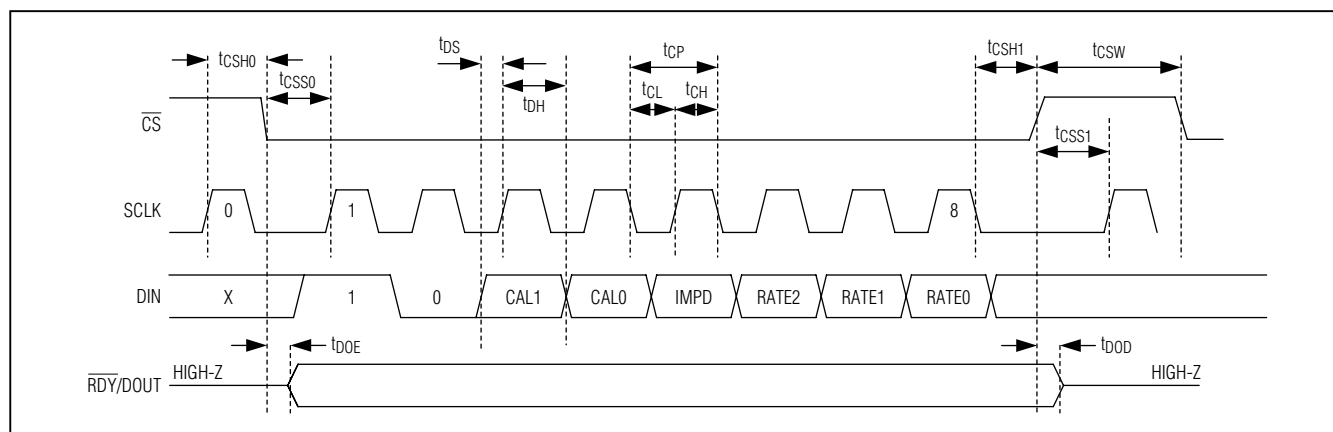 tCSH0
tCSS0
tDS
tDH
tCP
tCL
tCH
tCSH1
tCSW
tCSS1
CS
SCLK
0
1
8
DIN
X
1
0
CAL1
CAL0
IMPD
RATE2
RATE1
RATE0
tDOE
tDOD
RDY/DOUT
HIGH-Z
HIGH-Z